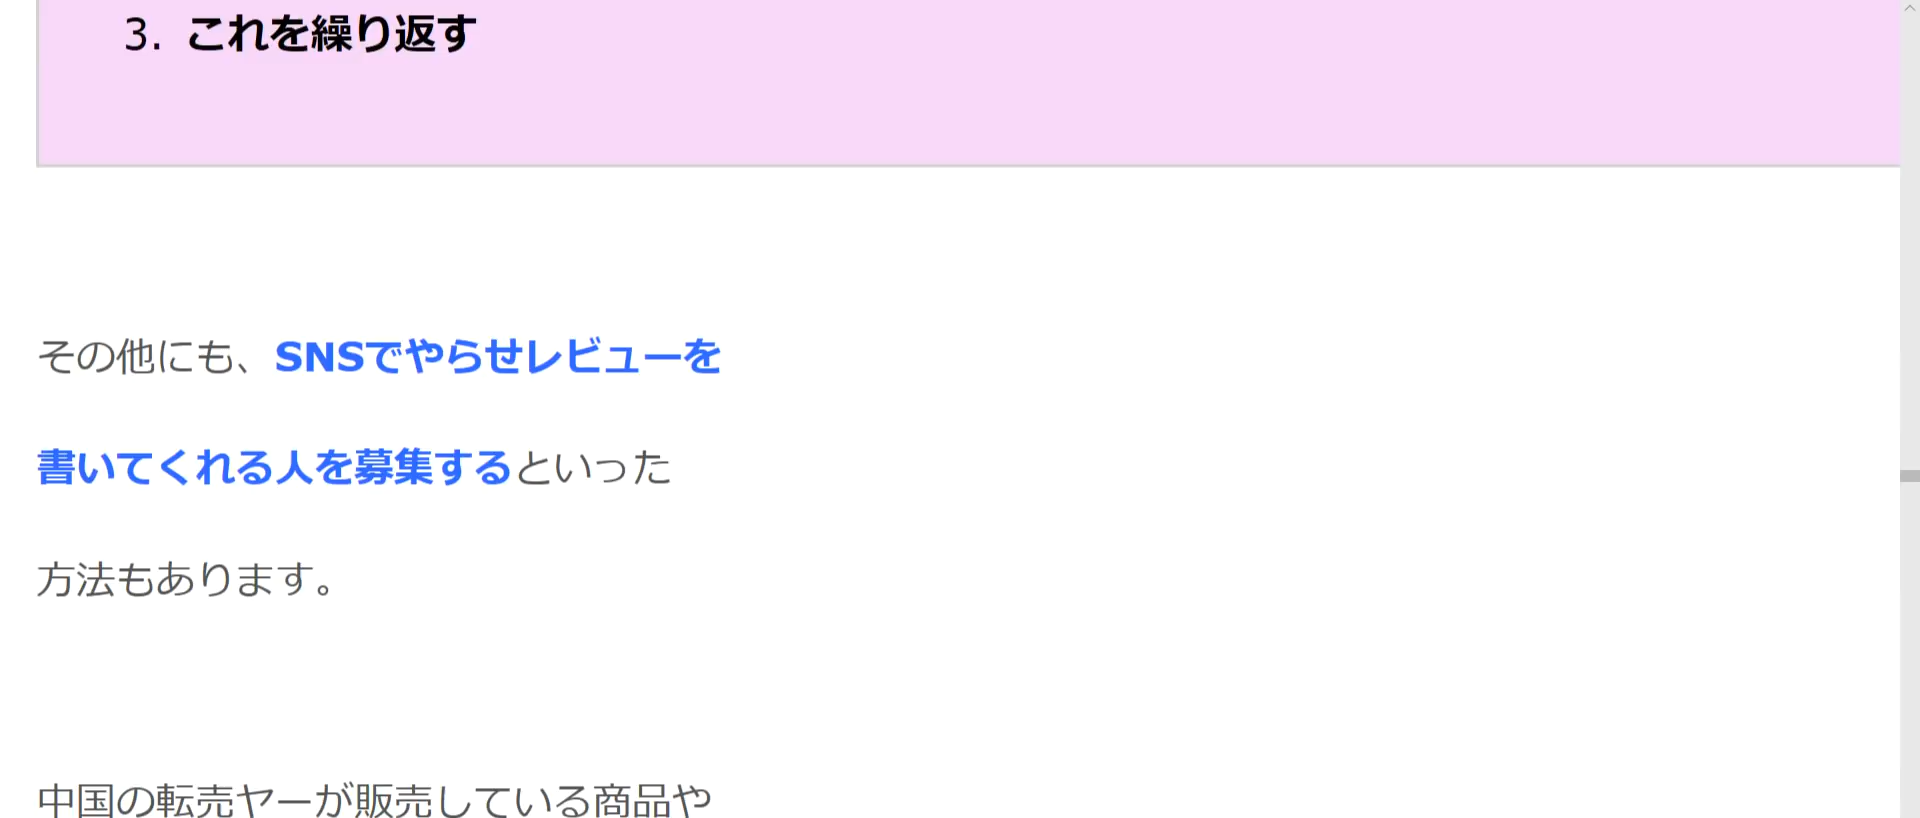 3. これを繰り返す
その他にも、SNSでやらせレビューを
書いてくれる人を募集するといった
方法もあります。
中国の転売ヤーが販売している商品や